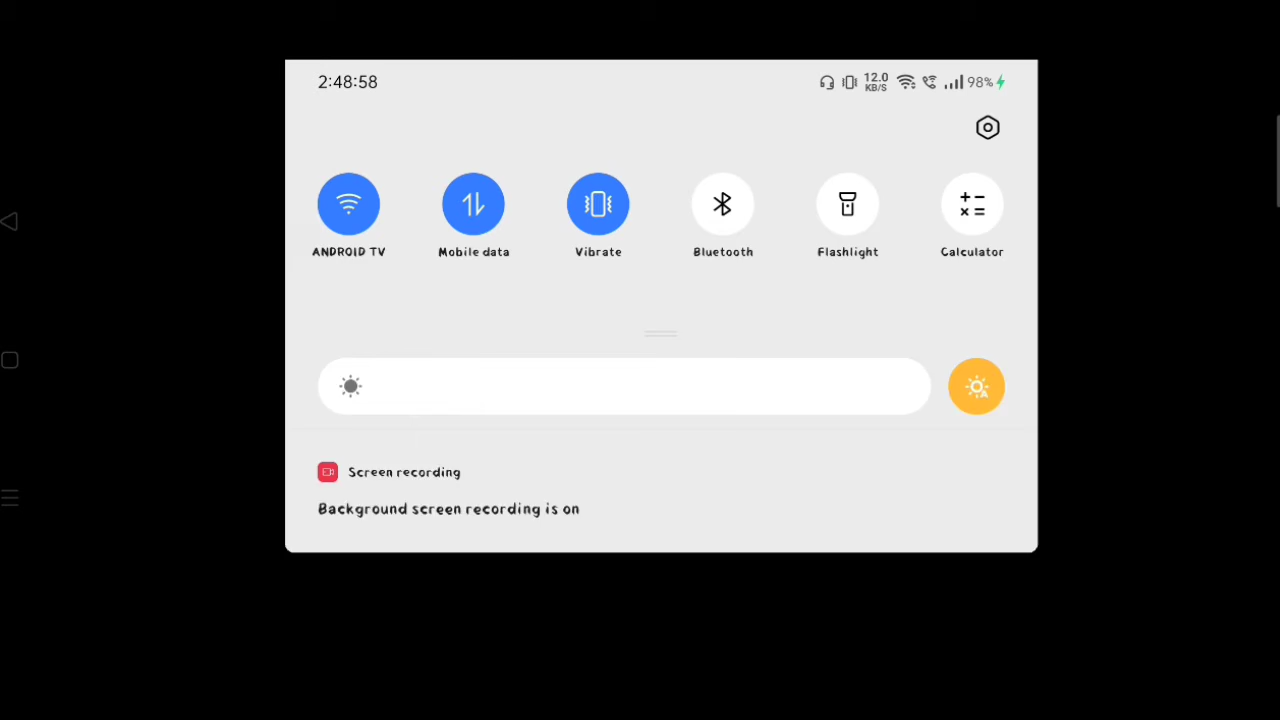 2:48:58 12.0 KB/S 98%
ANDROID TV Mobile data Vibrate Bluetooth Flashlight Calculator
Screen recording
Background screen recording is on